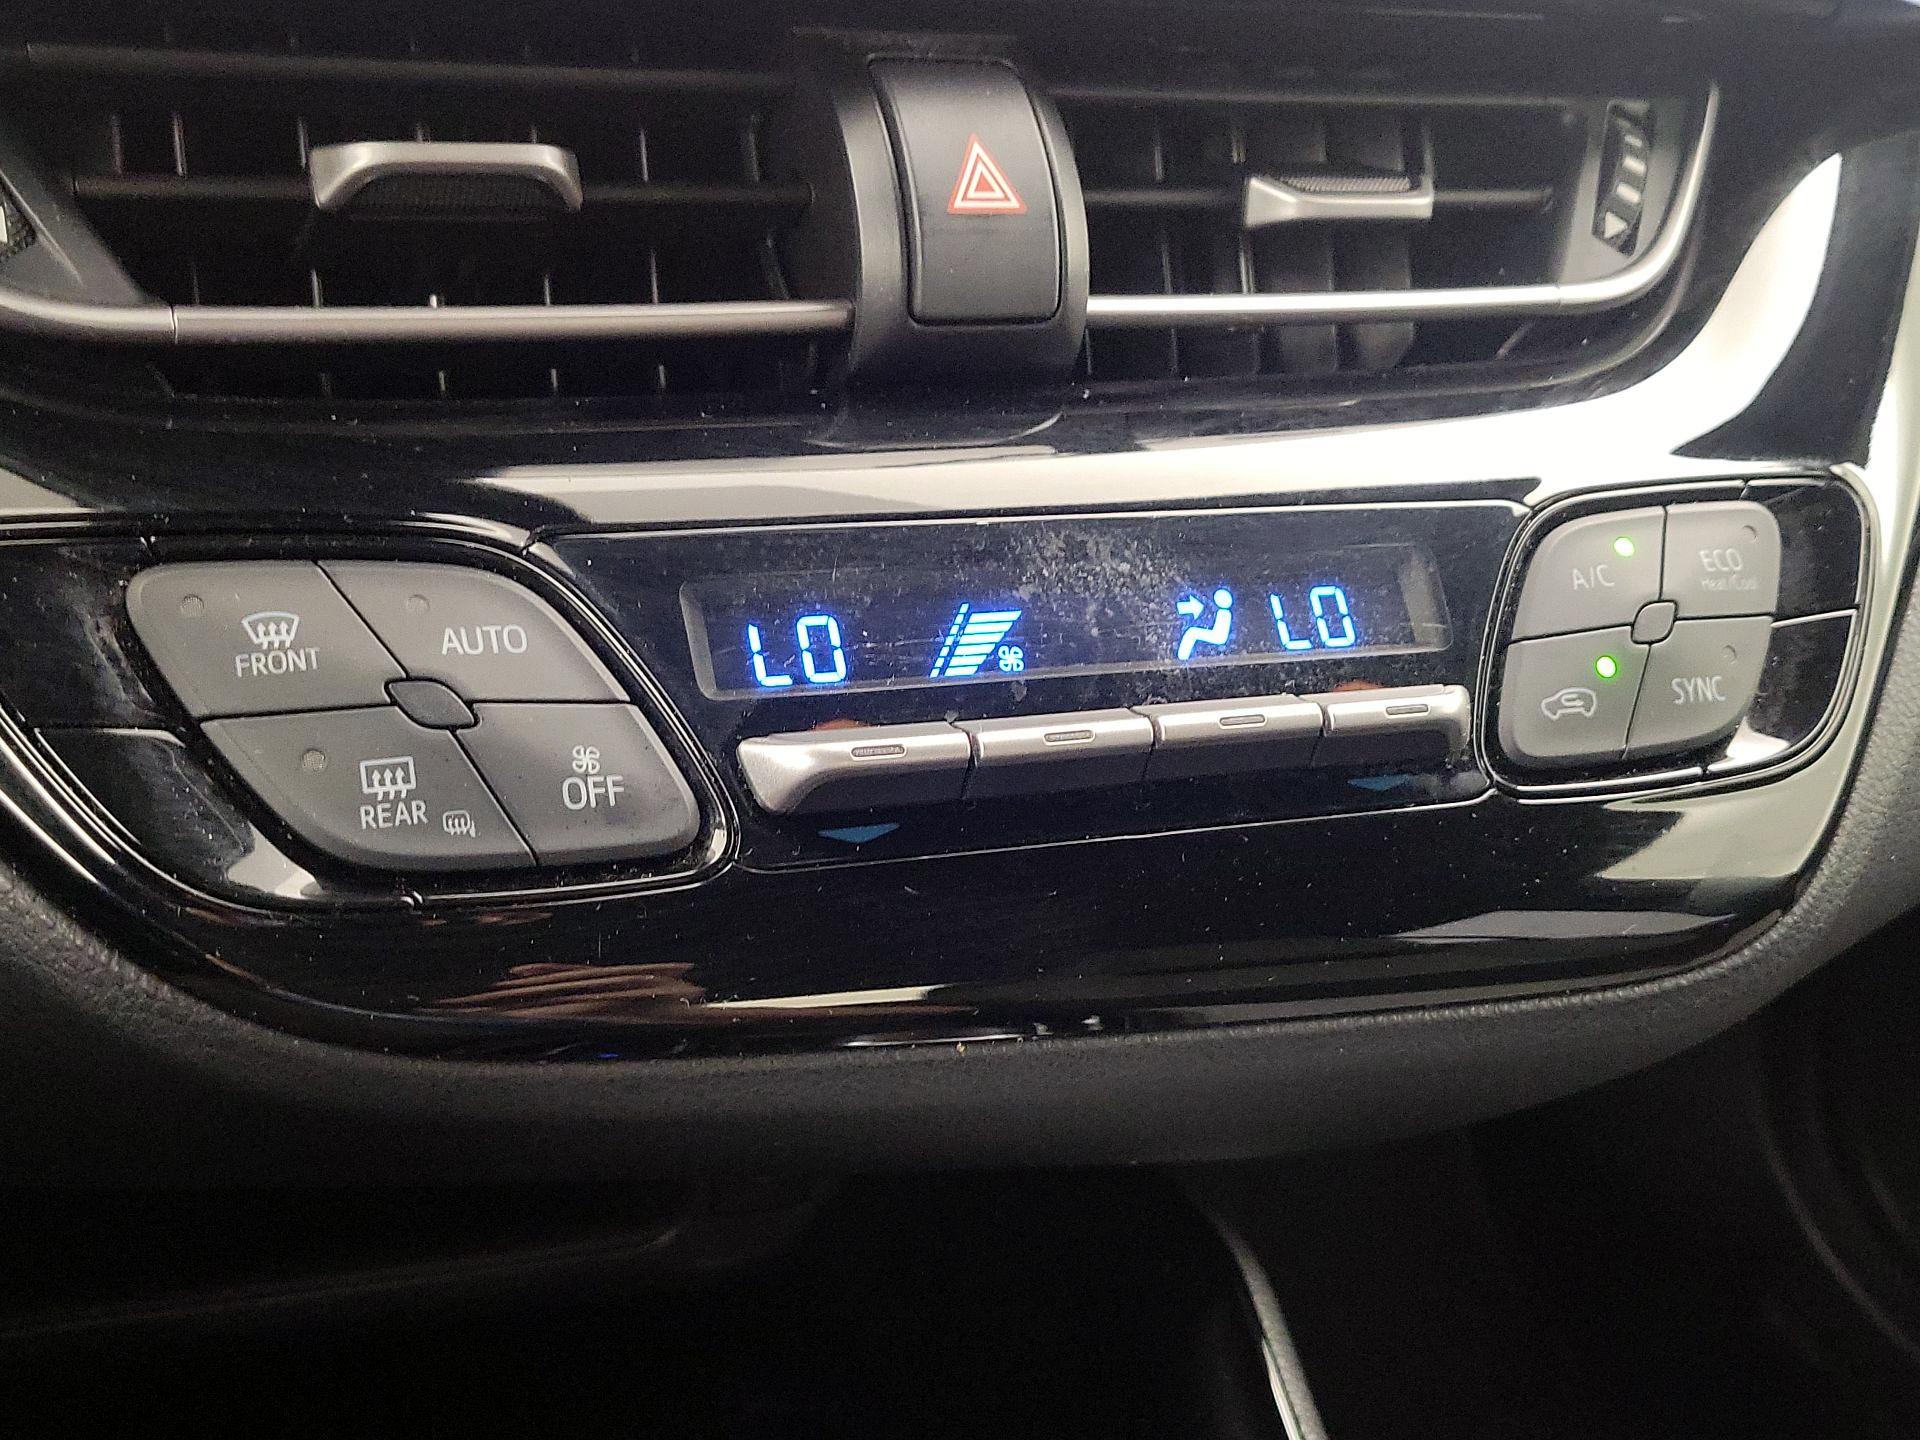 FRONT
AUTO
REAR
OFF
LO
LO
A/C
ECO
Heat/Cool
SYNC